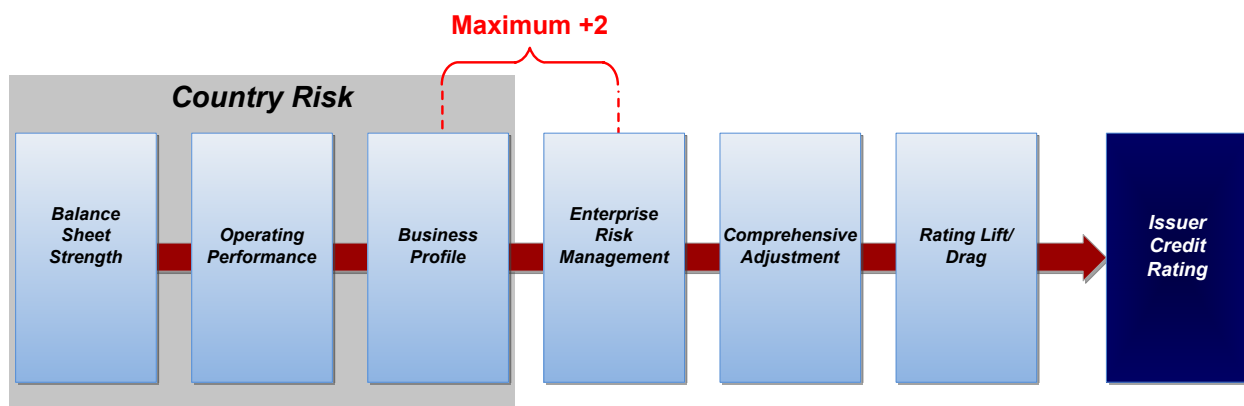 Maximum +2
Country Risk
Balance
Sheet
Strength
Operating
Performance
Business
Profile
Enterprise
Risk
Management
Comprehensive
Adjustment
Rating Lift/
Drag
Issuer
Credit
Rating